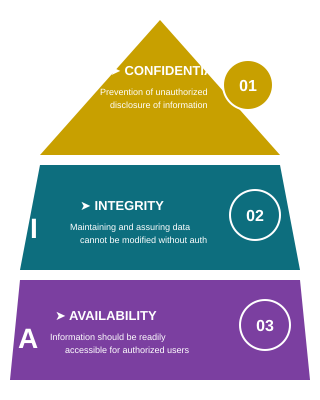 ➤ CONFIDENTIA
01
Prevention of unauthorized
disclosure of information
➤ INTEGRITY
02
I
Maintaining and assuring data
cannot be modified without auth
➤ AVAILABILITY
03
A
Information should be readily
accessible for authorized users